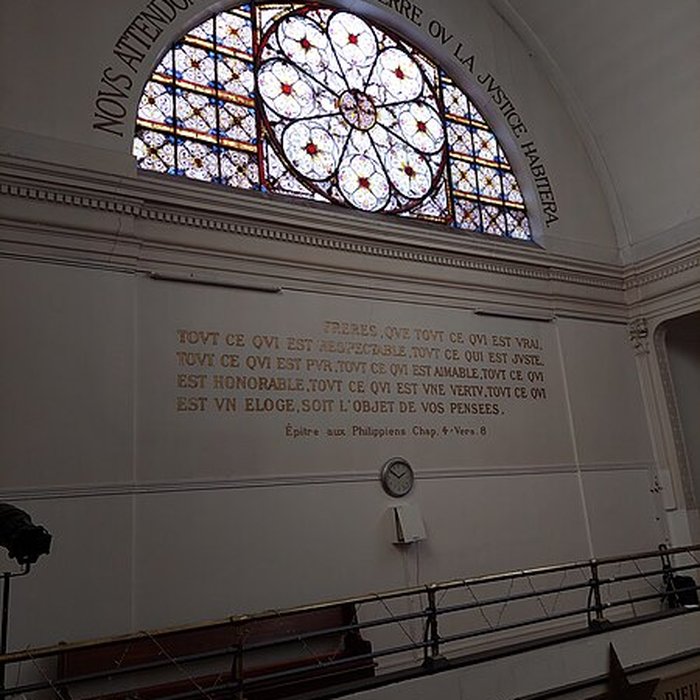 NOVS ATTENDO
ERRE OV LA JVSTICE HABITERA
FRERES, QVE TOVT CE QVI EST VRAI,
TOVT CE QVI EST RESPECTABLE, TOVT CE QUI EST JVSTE,
TOVT CE QVI EST PVR, TOVT CE QVI EST AIMABLE, TOVT CE QVI
EST HONORABLE, TOVT CE QVI EST VNE VERTV, TOVT CE QVI
EST VN ELOGE, SOIT L'OBJET DE VOS PENSEES.
Épître aux Philippiens Chap. 4 - Vers. 8
DIEU